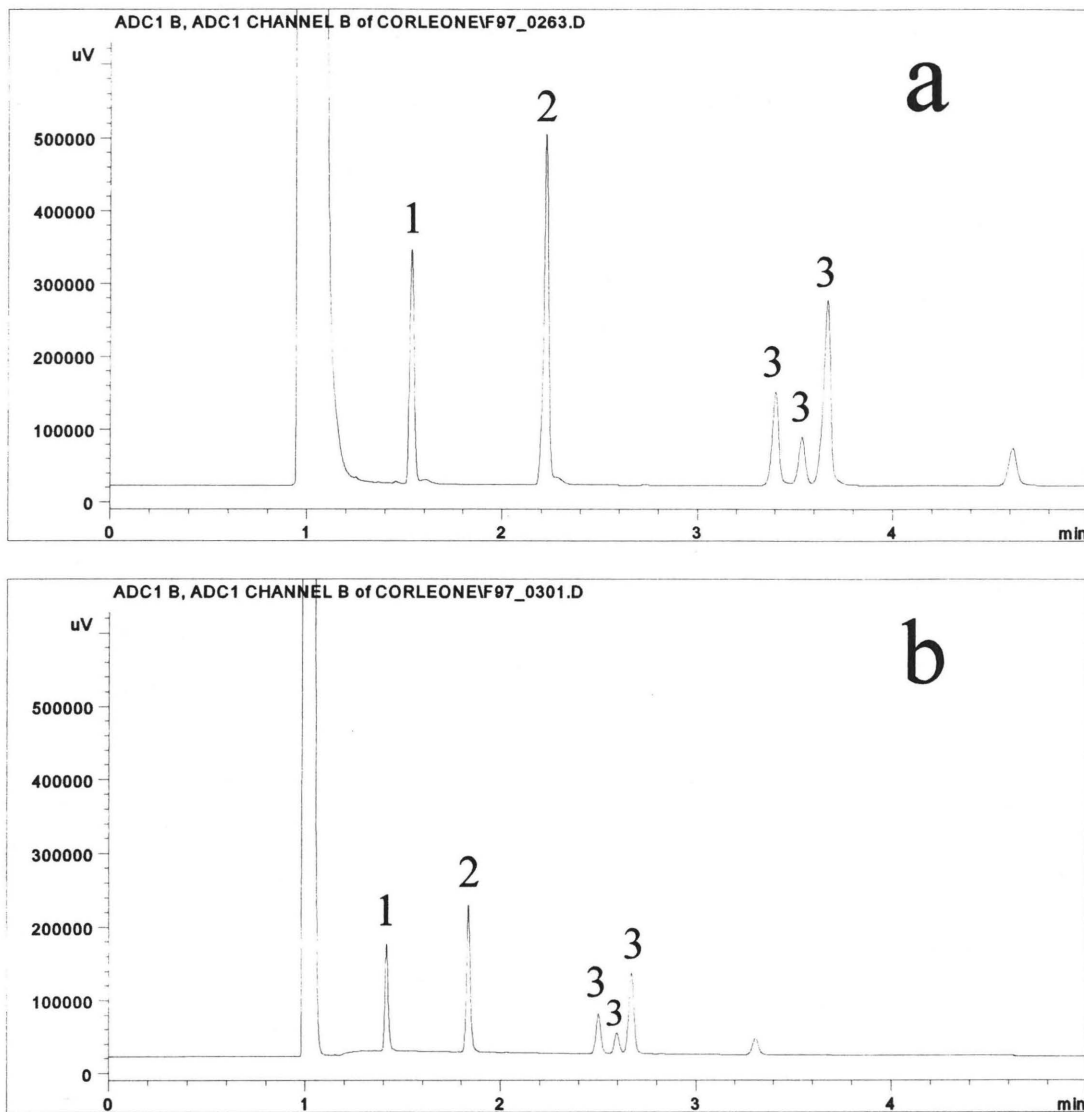 ADC1 B, ADC1 CHANNEL B of CORLEONE\F97_0263.D
uV
a
500000
400000
300000
200000
100000
0
1
2
3
3
3
0 1 2 3 4 min
ADC1 B, ADC1 CHANNEL B of CORLEONE\F97_0301.D
uV
b
500000
400000
300000
200000
100000
0
1
2
3
3
3
0 1 2 3 4 min